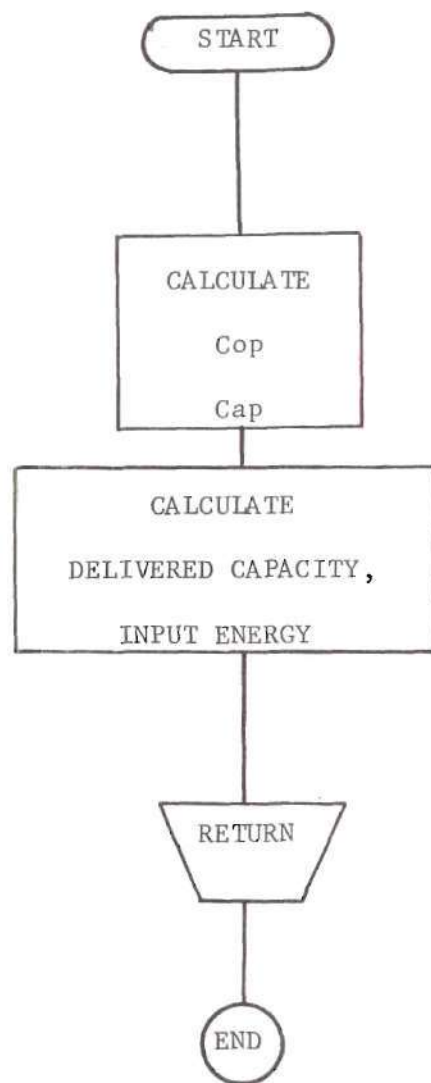 START
CALCULATE
Cop
Cap
CALCULATE
DELIVERED CAPACITY,
INPUT ENERGY
RETURN
END